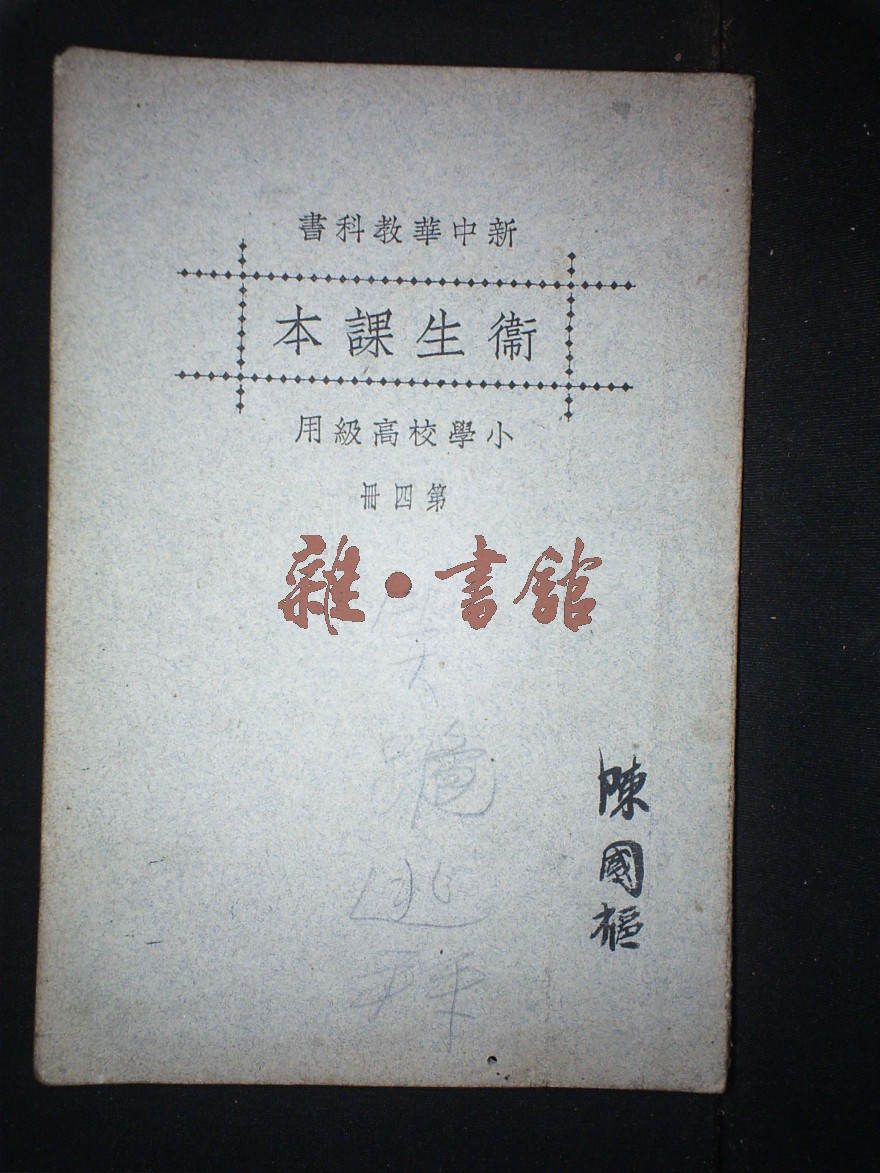 新中華教科書
衞生課本
小學校高級用
第四冊
雜·書館
陳國樞